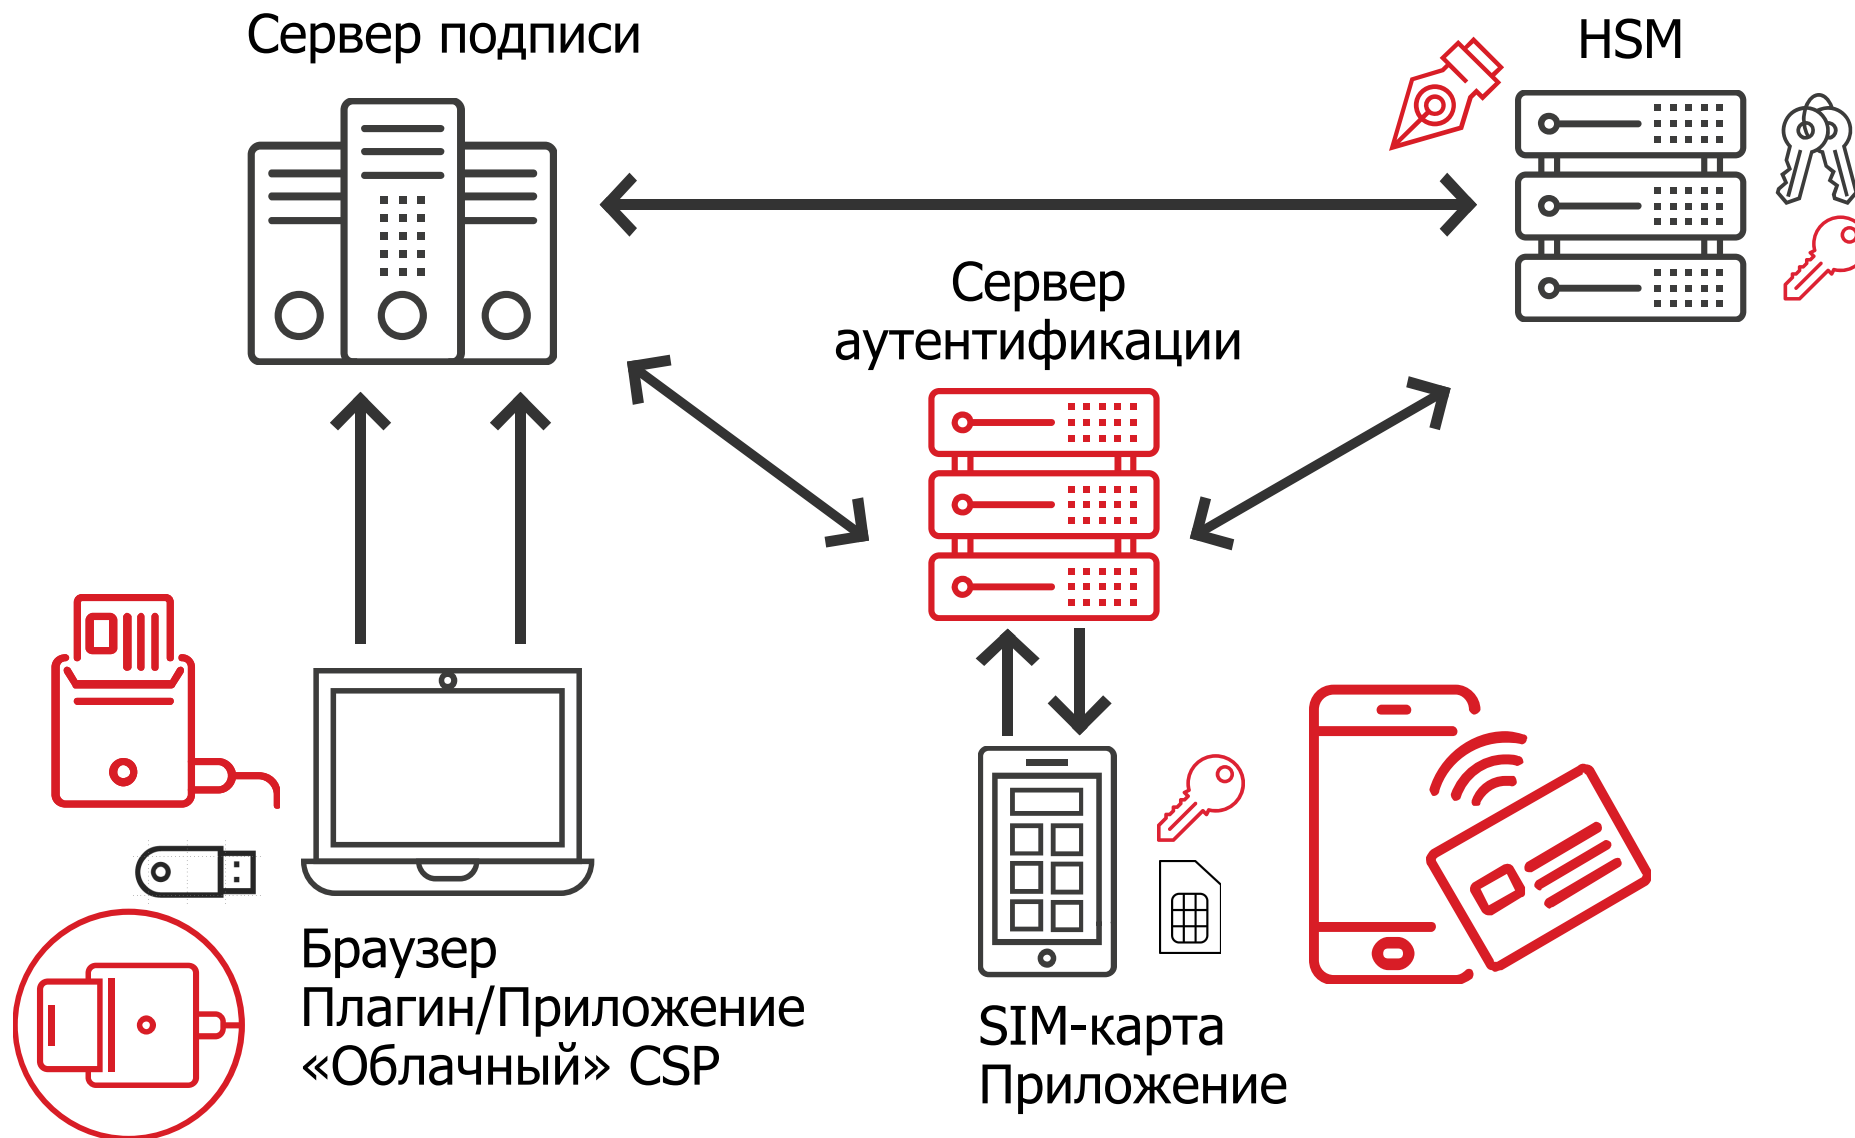 Сервер подписи
HSM
Сервер
аутентификации
Браузер
Плагин/Приложение
«Облачный» CSP
SIM-карта
Приложение